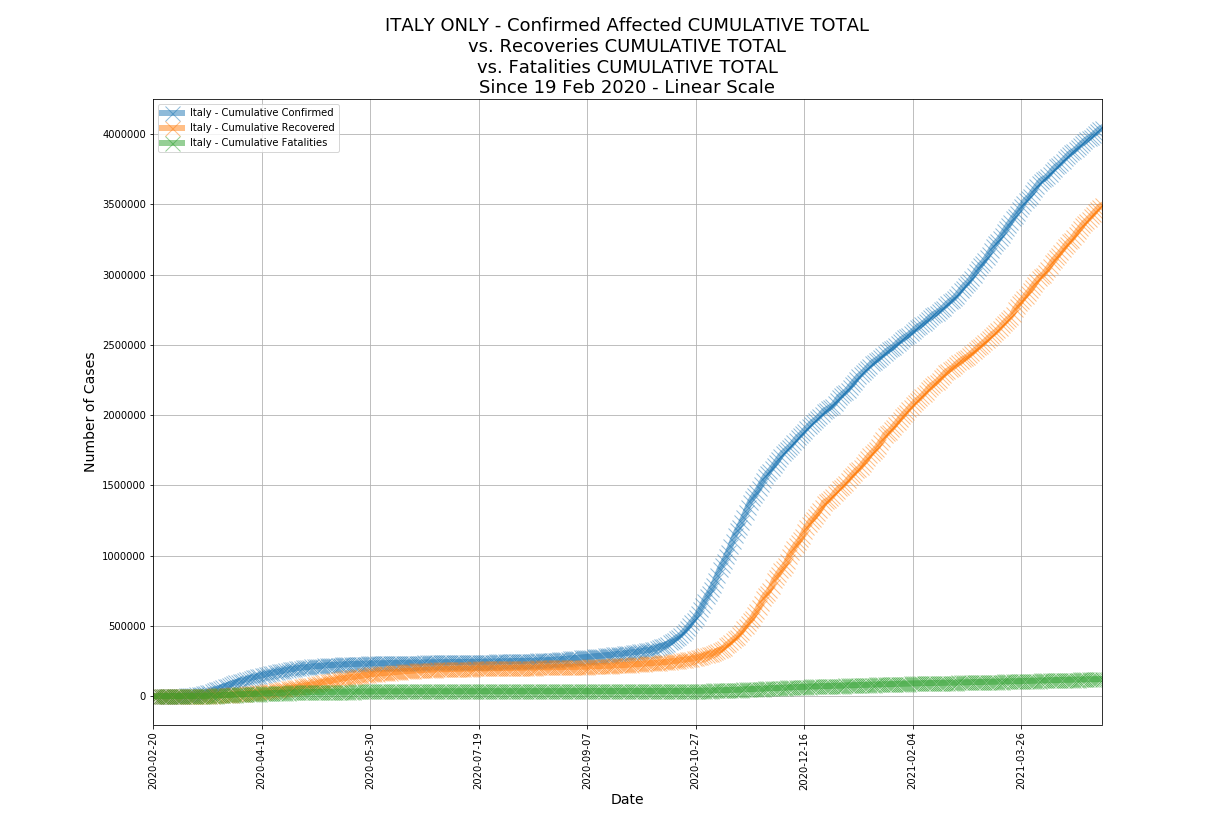 ITALY ONLY - Confirmed Affected CUMULATIVE TOTAL
vs. Recoveries CUMULATIVE TOTAL
vs. Fatalities CUMULATIVE TOTAL
Since 19 Feb 2020 - Linear Scale
Italy - Cumulative Confirmed
Italy - Cumulative Recovered
Italy - Cumulative Fatalities
4000000
3500000
3000000
2500000
2000000
1500000
1000000
500000
0
Number of Cases
2020-02-20
2020-04-10
2020-05-30
2020-07-19
2020-09-07
2020-10-27
2020-12-16
2021-02-04
2021-03-26
Date